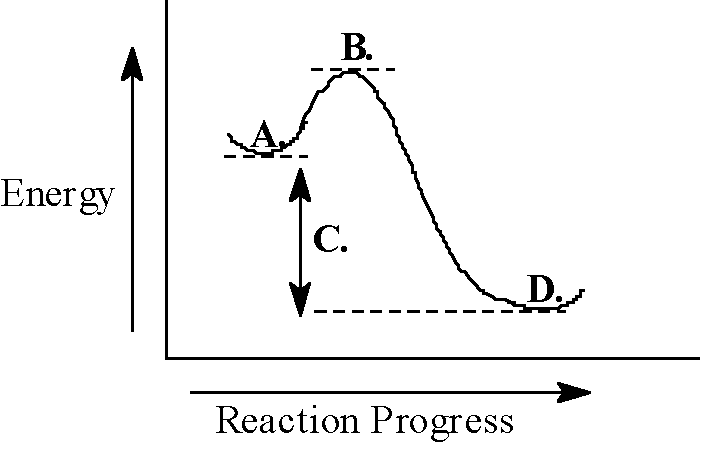 B.
A.
Energy
C.
D.
Reaction Progress